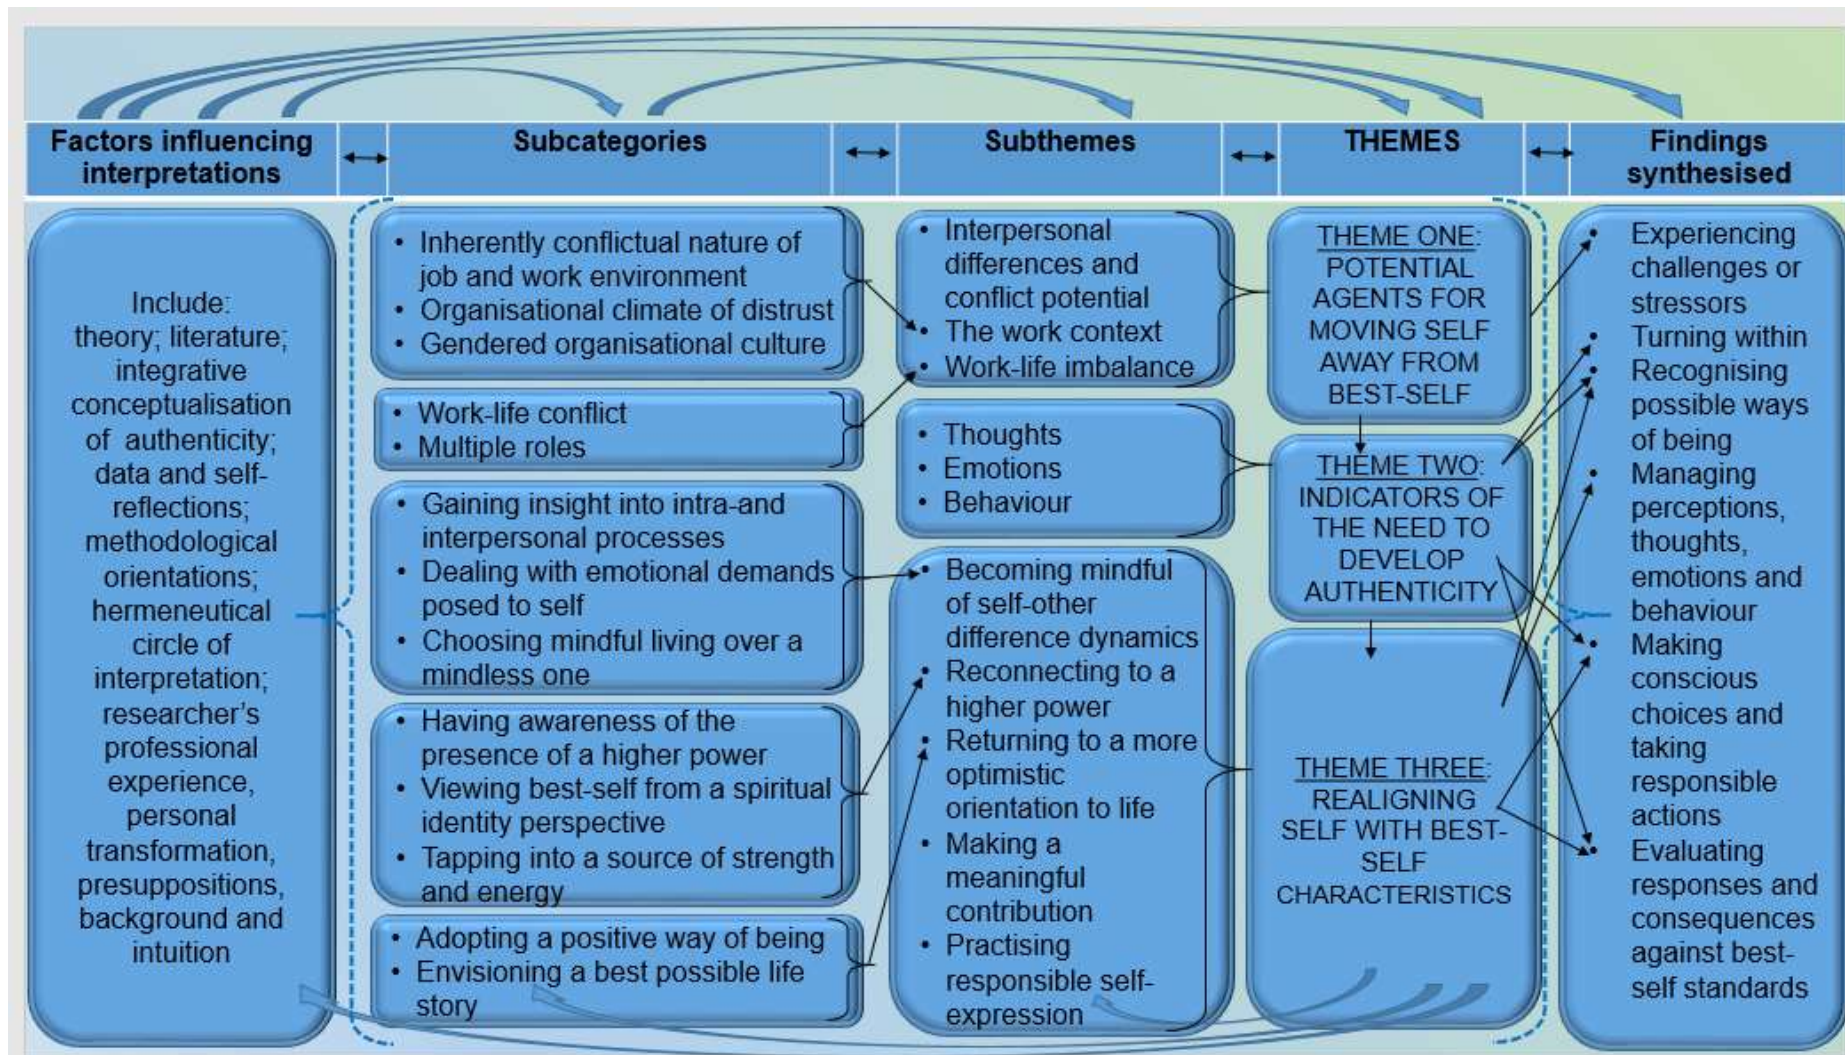 Factors influencing
interpretations
Subcategories
Subthemes
THEMES
Findings
synthesised
Include:
theory; literature;
integrative
conceptualisation
of authenticity;
data and self-
reflections;
methodological
orientations;
hermeneutical
circle of
interpretation;
researcher’s
professional
experience,
personal
transformation,
presuppositions,
background and
intuition
• Inherently conflictual nature of
job and work environment
• Organisational climate of distrust
• Gendered organisational culture
• Work-life conflict
• Multiple roles
• Gaining insight into intra-and
interpersonal processes
• Dealing with emotional demands
posed to self
• Choosing mindful living over a
mindless one
• Having awareness of the
presence of a higher power
• Viewing best-self from a spiritual
identity perspective
• Tapping into a source of strength
and energy
• Adopting a positive way of being
• Envisioning a best possible life
story
• Interpersonal
differences and
conflict potential
• The work context
• Work-life imbalance
• Thoughts
• Emotions
• Behaviour
• Becoming mindful
of self-other
difference dynamics
• Reconnecting to a
higher power
• Returning to a more
optimistic
orientation to life
• Making a
meaningful
contribution
• Practising
responsible self-
expression
THEME ONE:
POTENTIAL
AGENTS FOR
MOVING SELF
AWAY FROM
BEST-SELF
THEME TWO:
INDICATORS OF
THE NEED TO
DEVELOP
AUTHENTICITY
THEME THREE:
REALIGNING
SELF WITH BEST-
SELF
CHARACTERISTICS
• Experiencing
challenges or
stressors
• Turning within
• Recognising
possible ways
of being
• Managing
perceptions,
thoughts,
emotions and
behaviour
• Making
conscious
choices and
taking
responsible
actions
• Evaluating
responses and
consequences
against best-
self standards